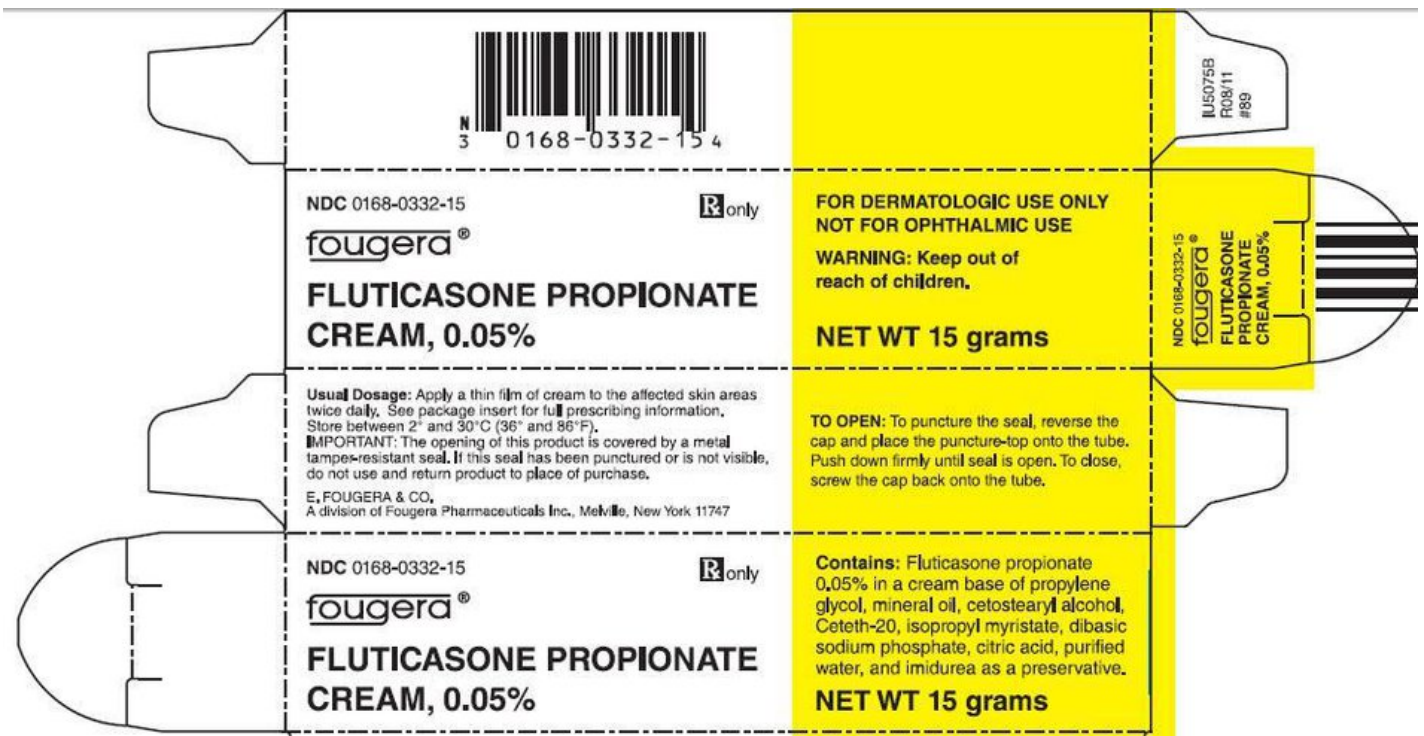 N
3 0168-0332-15 4
IU5075B
R08/11
#89
NDC 0168-0332-15
Rx only
fougera®
FLUTICASONE PROPIONATE
CREAM, 0.05%
FOR DERMATOLOGIC USE ONLY
NOT FOR OPHTHALMIC USE
WARNING: Keep out of
reach of children.
NET WT 15 grams
NDC 0168-0332-15
fougera®
FLUTICASONE
PROPIONATE
CREAM, 0.05%
Usual Dosage: Apply a thin film of cream to the affected skin areas
twice daily. See package insert for full prescribing information.
Store between 2° and 30°C (36° and 86°F).
IMPORTANT: The opening of this product is covered by a metal
tamper-resistant seal. If this seal has been punctured or is not visible,
do not use and return product to place of purchase.
E. FOUGERA & CO.
A division of Fougera Pharmaceuticals Inc., Melville, New York 11747
TO OPEN: To puncture the seal, reverse the
cap and place the puncture-top onto the tube.
Push down firmly until seal is open. To close,
screw the cap back onto the tube.
NDC 0168-0332-15
Rx only
fougera®
FLUTICASONE PROPIONATE
CREAM, 0.05%
Contains: Fluticasone propionate
0.05% in a cream base of propylene
glycol, mineral oil, cetostearyl alcohol,
Ceteth-20, isopropyl myristate, dibasic
sodium phosphate, citric acid, purified
water, and imidurea as a preservative.
NET WT 15 grams